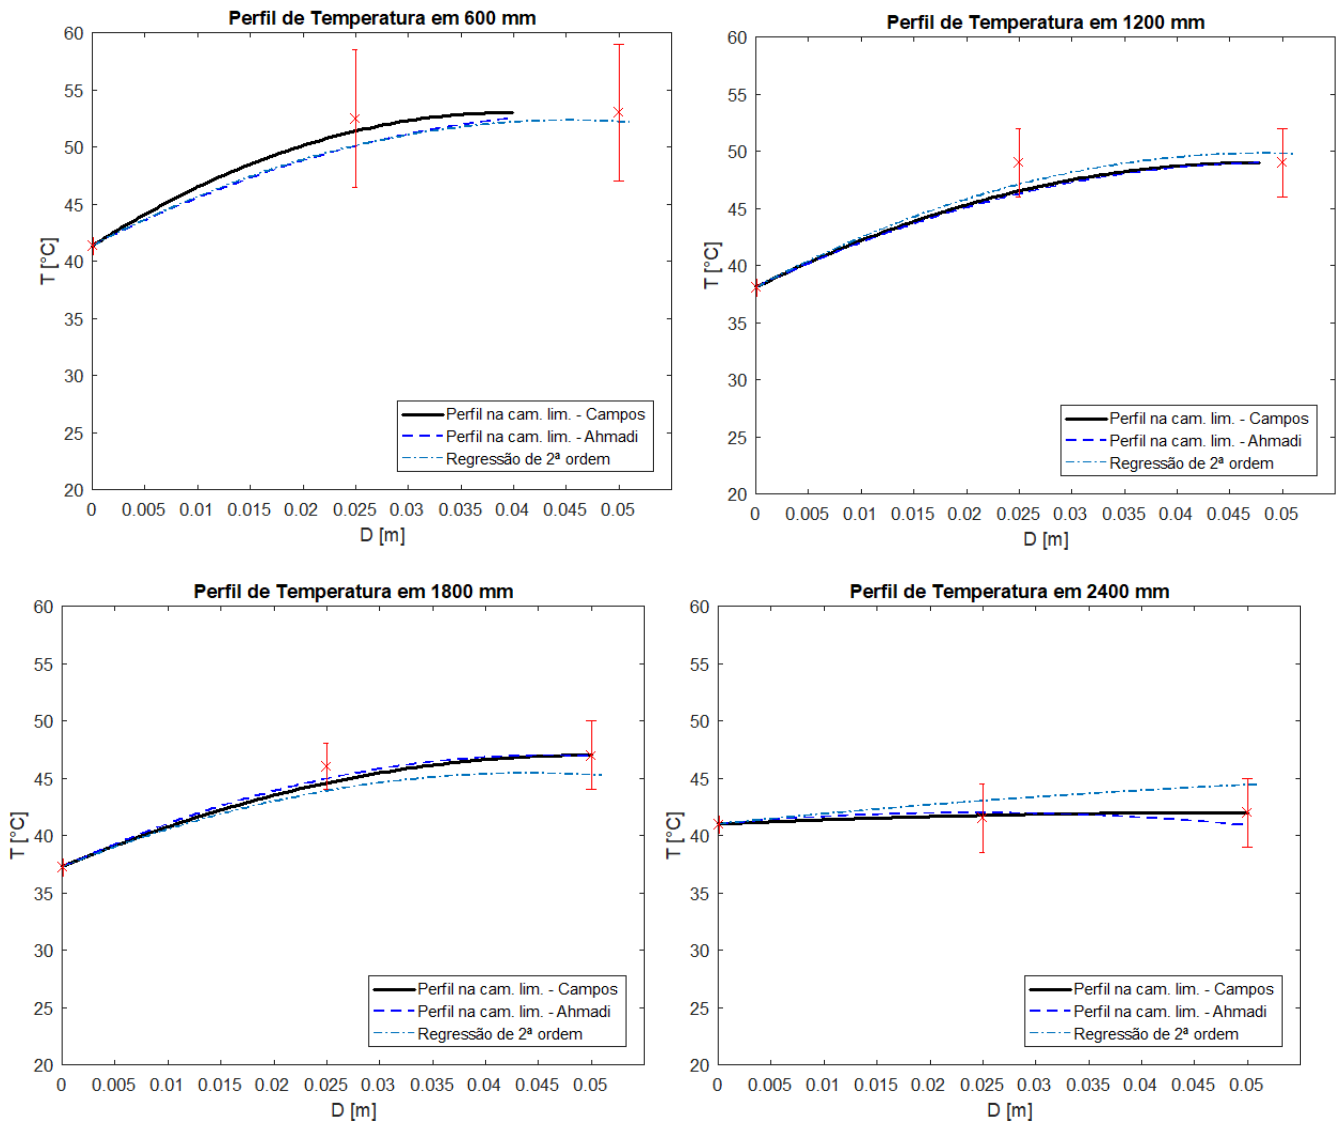 Perfil de Temperatura em 600 mm
60
55
50
45
40
35
30
25
20
T [°C]
Perfil na cam. lim. - Campos
Perfil na cam. lim. - Ahmadi
Regressão de 2ª ordem
0 0.005 0.01 0.015 0.02 0.025 0.03 0.035 0.04 0.045 0.05
D [m]
Perfil de Temperatura em 1200 mm
60
55
50
45
40
35
30
25
20
T [°C]
Perfil na cam. lim. - Campos
Perfil na cam. lim. - Ahmadi
Regressão de 2ª ordem
0 0.005 0.01 0.015 0.02 0.025 0.03 0.035 0.04 0.045 0.05
D [m]
Perfil de Temperatura em 1800 mm
60
55
50
45
40
35
30
25
20
T [°C]
Perfil na cam. lim. - Campos
Perfil na cam. lim. - Ahmadi
Regressão de 2ª ordem
0 0.005 0.01 0.015 0.02 0.025 0.03 0.035 0.04 0.045 0.05
D [m]
Perfil de Temperatura em 2400 mm
60
55
50
45
40
35
30
25
20
T [°C]
Perfil na cam. lim. - Campos
Perfil na cam. lim. - Ahmadi
Regressão de 2ª ordem
0 0.005 0.01 0.015 0.02 0.025 0.03 0.035 0.04 0.045 0.05
D [m]